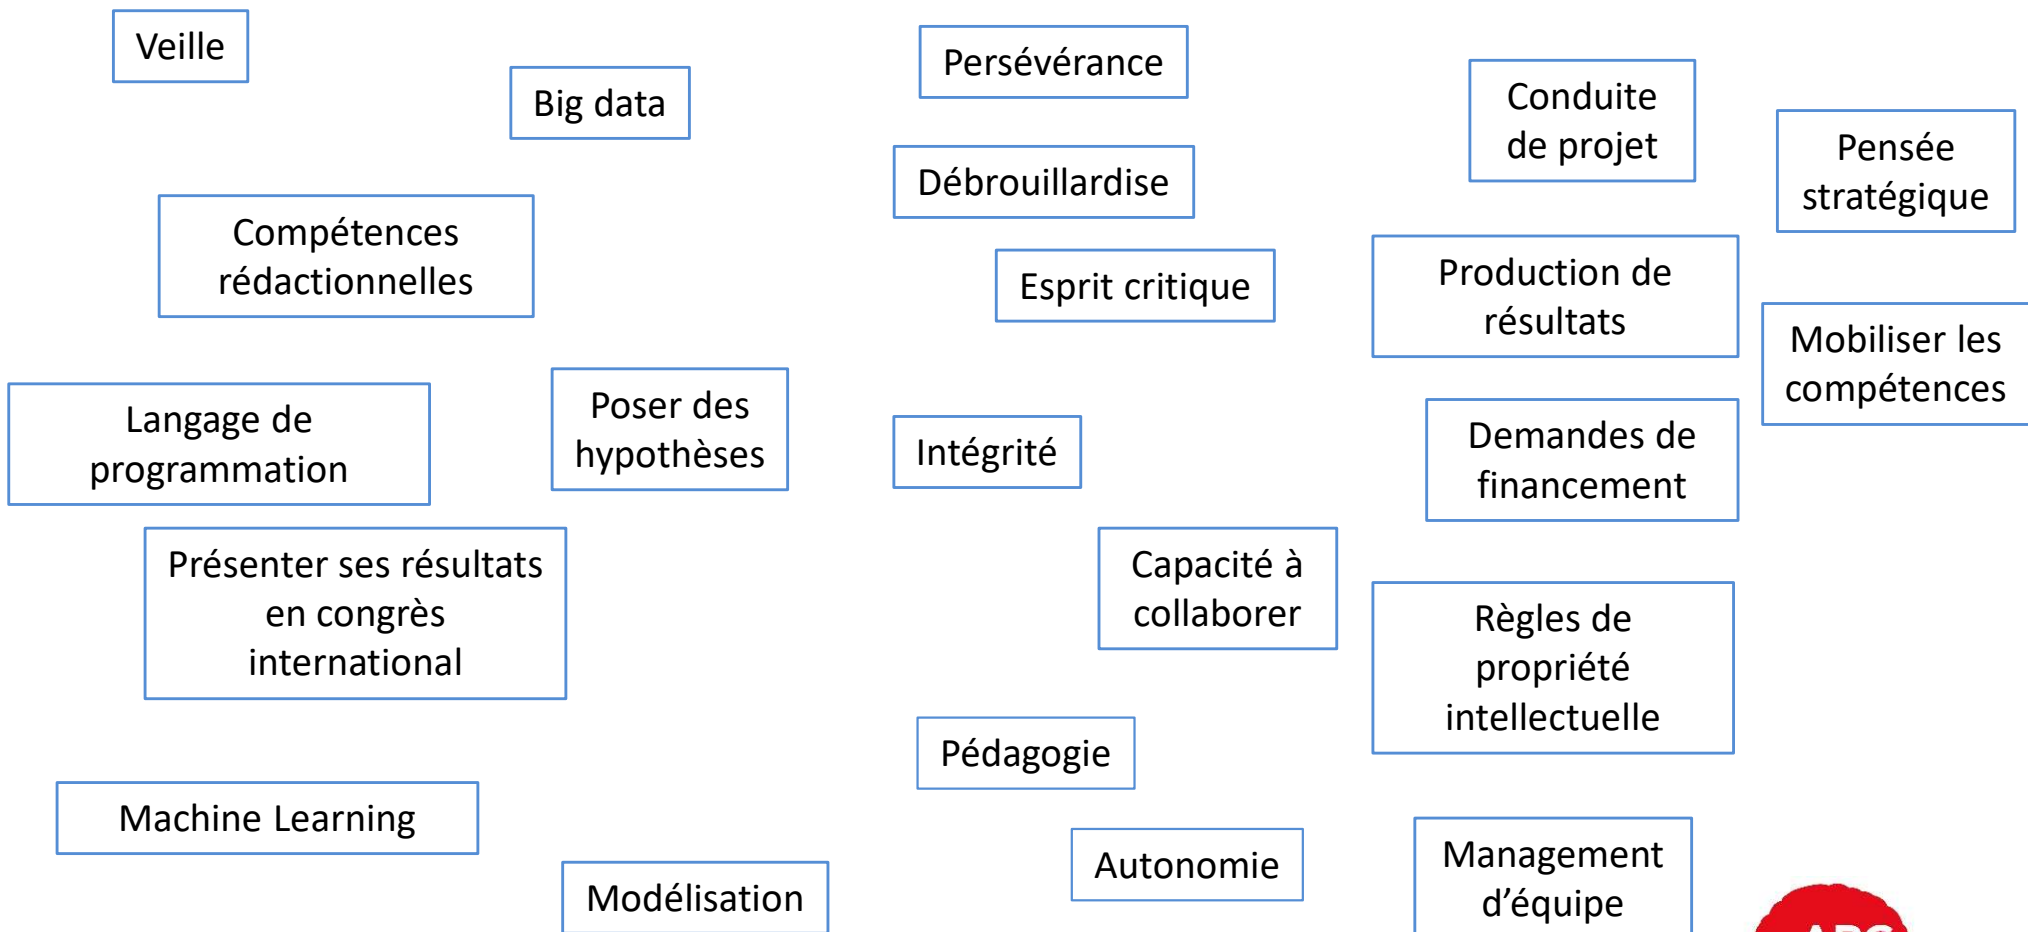 Veille
Big data
Persévérance
Conduite
de projet
Pensée
stratégique
Débrouillardise
Compétences
rédactionnelles
Esprit critique
Production de
résultats
Mobiliser les
compétences
Langage de
programmation
Poser des
hypothèses
Intégrité
Demandes de
financement
Présenter ses résultats
en congrès
international
Capacité à
collaborer
Règles de
propriété
intellectuelle
Pédagogie
Machine Learning
Autonomie
Management
d’équipe
Modélisation